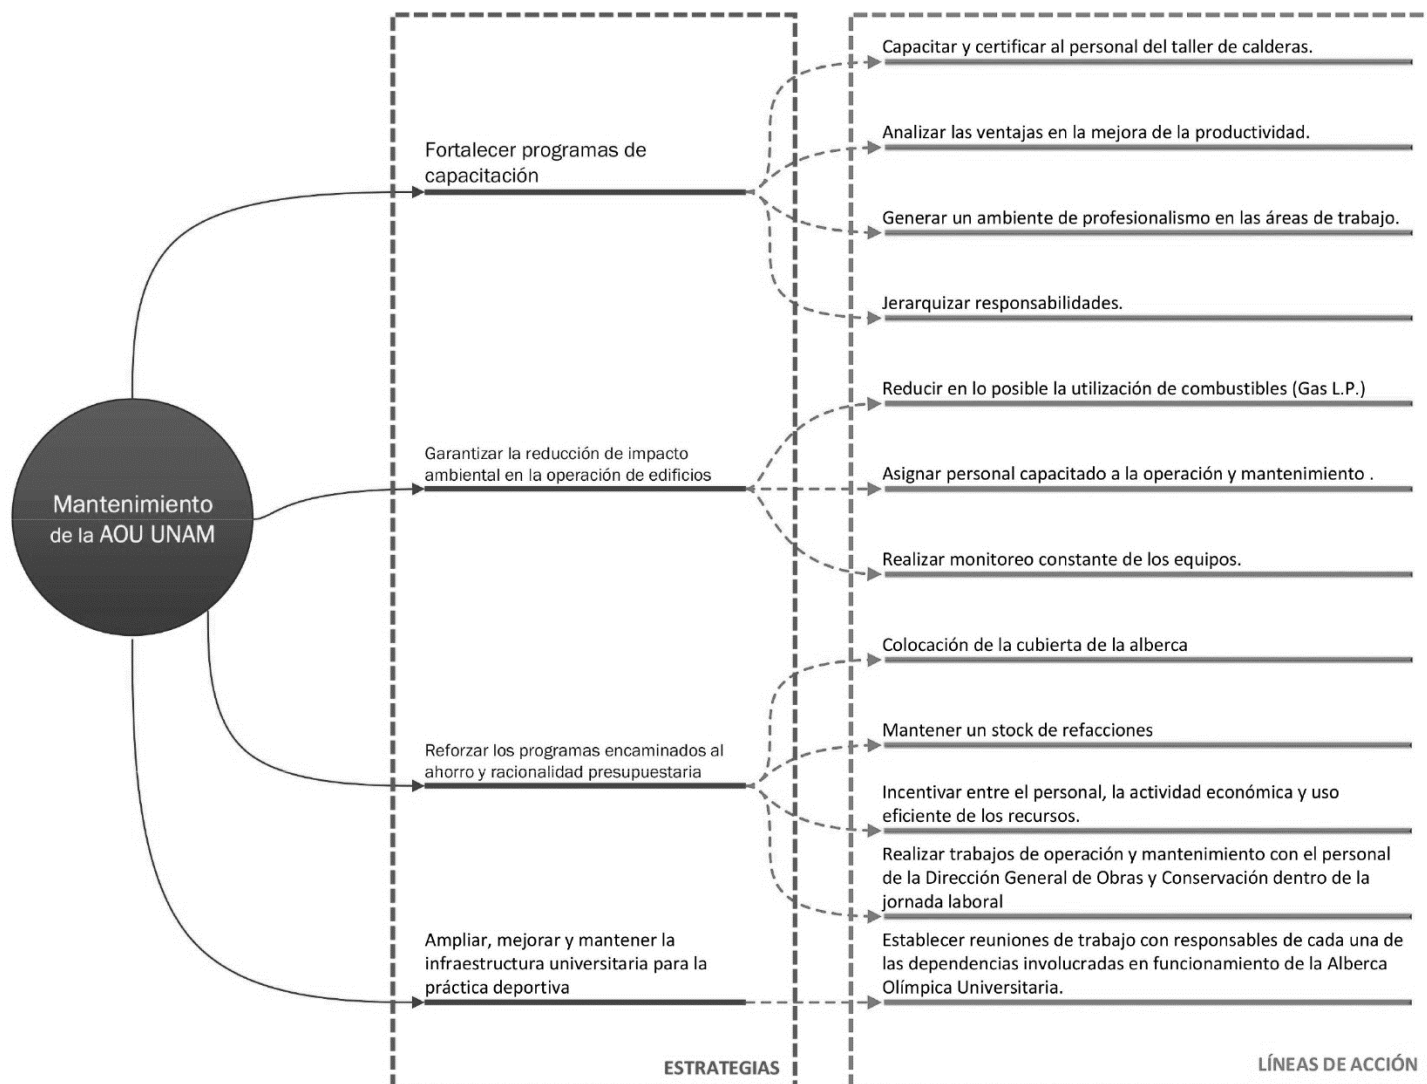 Mantenimiento
de la AOU UNAM
Fortalecer programas de
capacitación
Capacitar y certificar al personal del taller de calderas.
Analizar las ventajas en la mejora de la productividad.
Generar un ambiente de profesionalismo en las áreas de trabajo.
Jerarquizar responsabilidades.
Garantizar la reducción de impacto
ambiental en la operación de edificios
Reducir en lo posible la utilización de combustibles (Gas L.P.)
Asignar personal capacitado a la operación y mantenimiento .
Realizar monitoreo constante de los equipos.
Reforzar los programas encaminados al
ahorro y racionalidad presupuestaria
Colocación de la cubierta de la alberca
Mantener un stock de refacciones
Incentivar entre el personal, la actividad económica y uso
eficiente de los recursos.
Realizar trabajos de operación y mantenimiento con el personal
de la Dirección General de Obras y Conservación dentro de la
jornada laboral
Ampliar, mejorar y mantener la
infraestructura universitaria para la
práctica deportiva
Establecer reuniones de trabajo con responsables de cada una de
las dependencias involucradas en funcionamiento de la Alberca
Olímpica Universitaria.
ESTRATEGIAS
LÍNEAS DE ACCIÓN